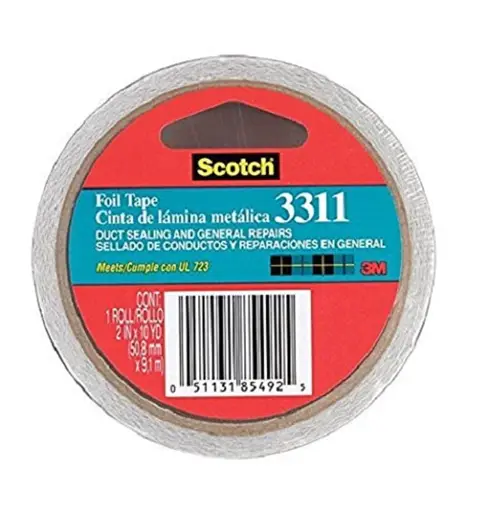 Scotch
Foil Tape
Cinta de lámina metálica 3311
DUCT SEALING AND GENERAL REPAIRS
SELLADO DE CONDUCTOS Y REPARACIONES EN GENERAL
Meets/Cumple con UL 723
3M
CONT.
1 ROLL/ROLLO
2 IN x 10 YD
(50,8 mm
x 9,1 m)
0 51131 85492 5